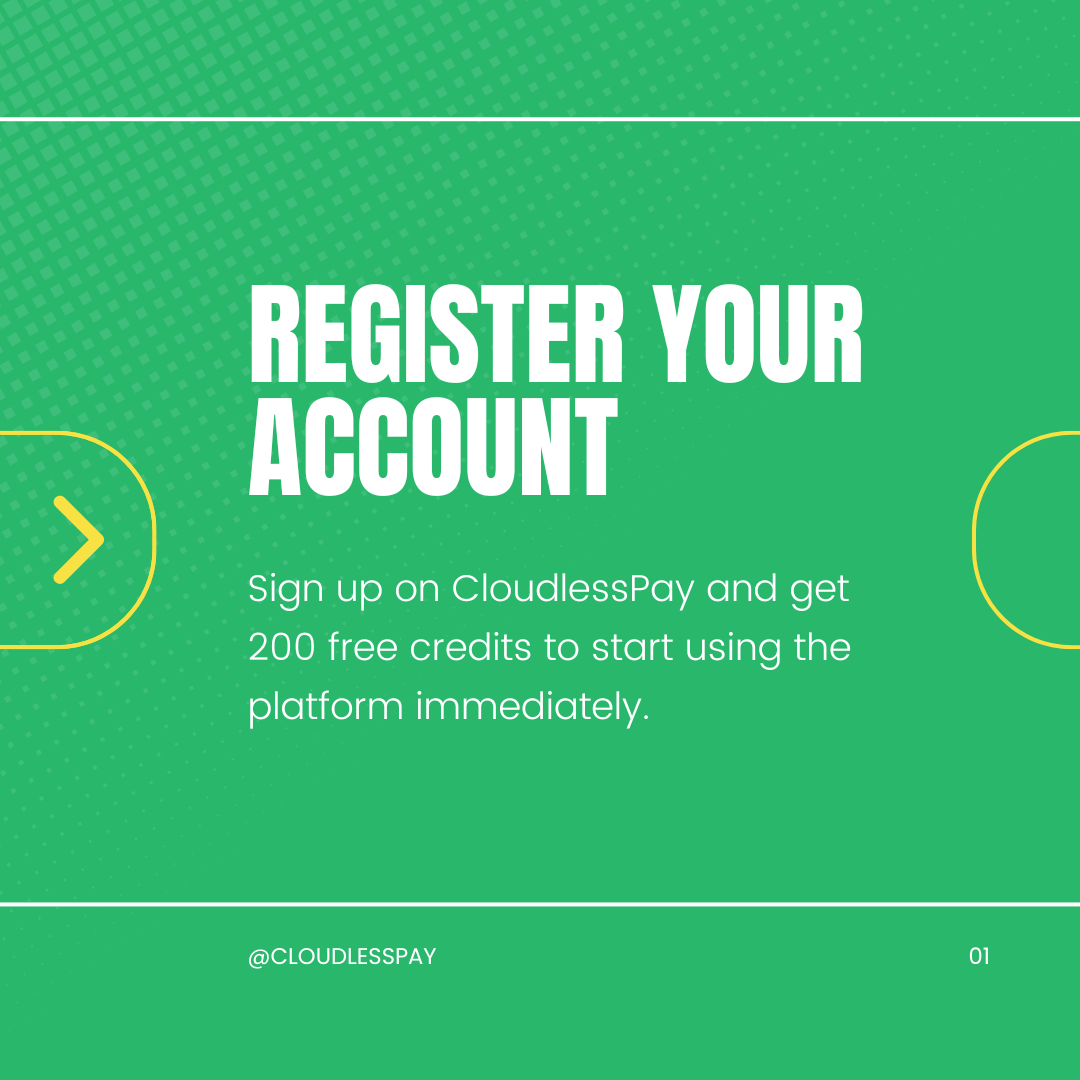 REGISTER YOUR
ACCOUNT
Sign up on CloudlessPay and get
200 free credits to start using the
platform immediately.
@CLOUDLESSPAY
01